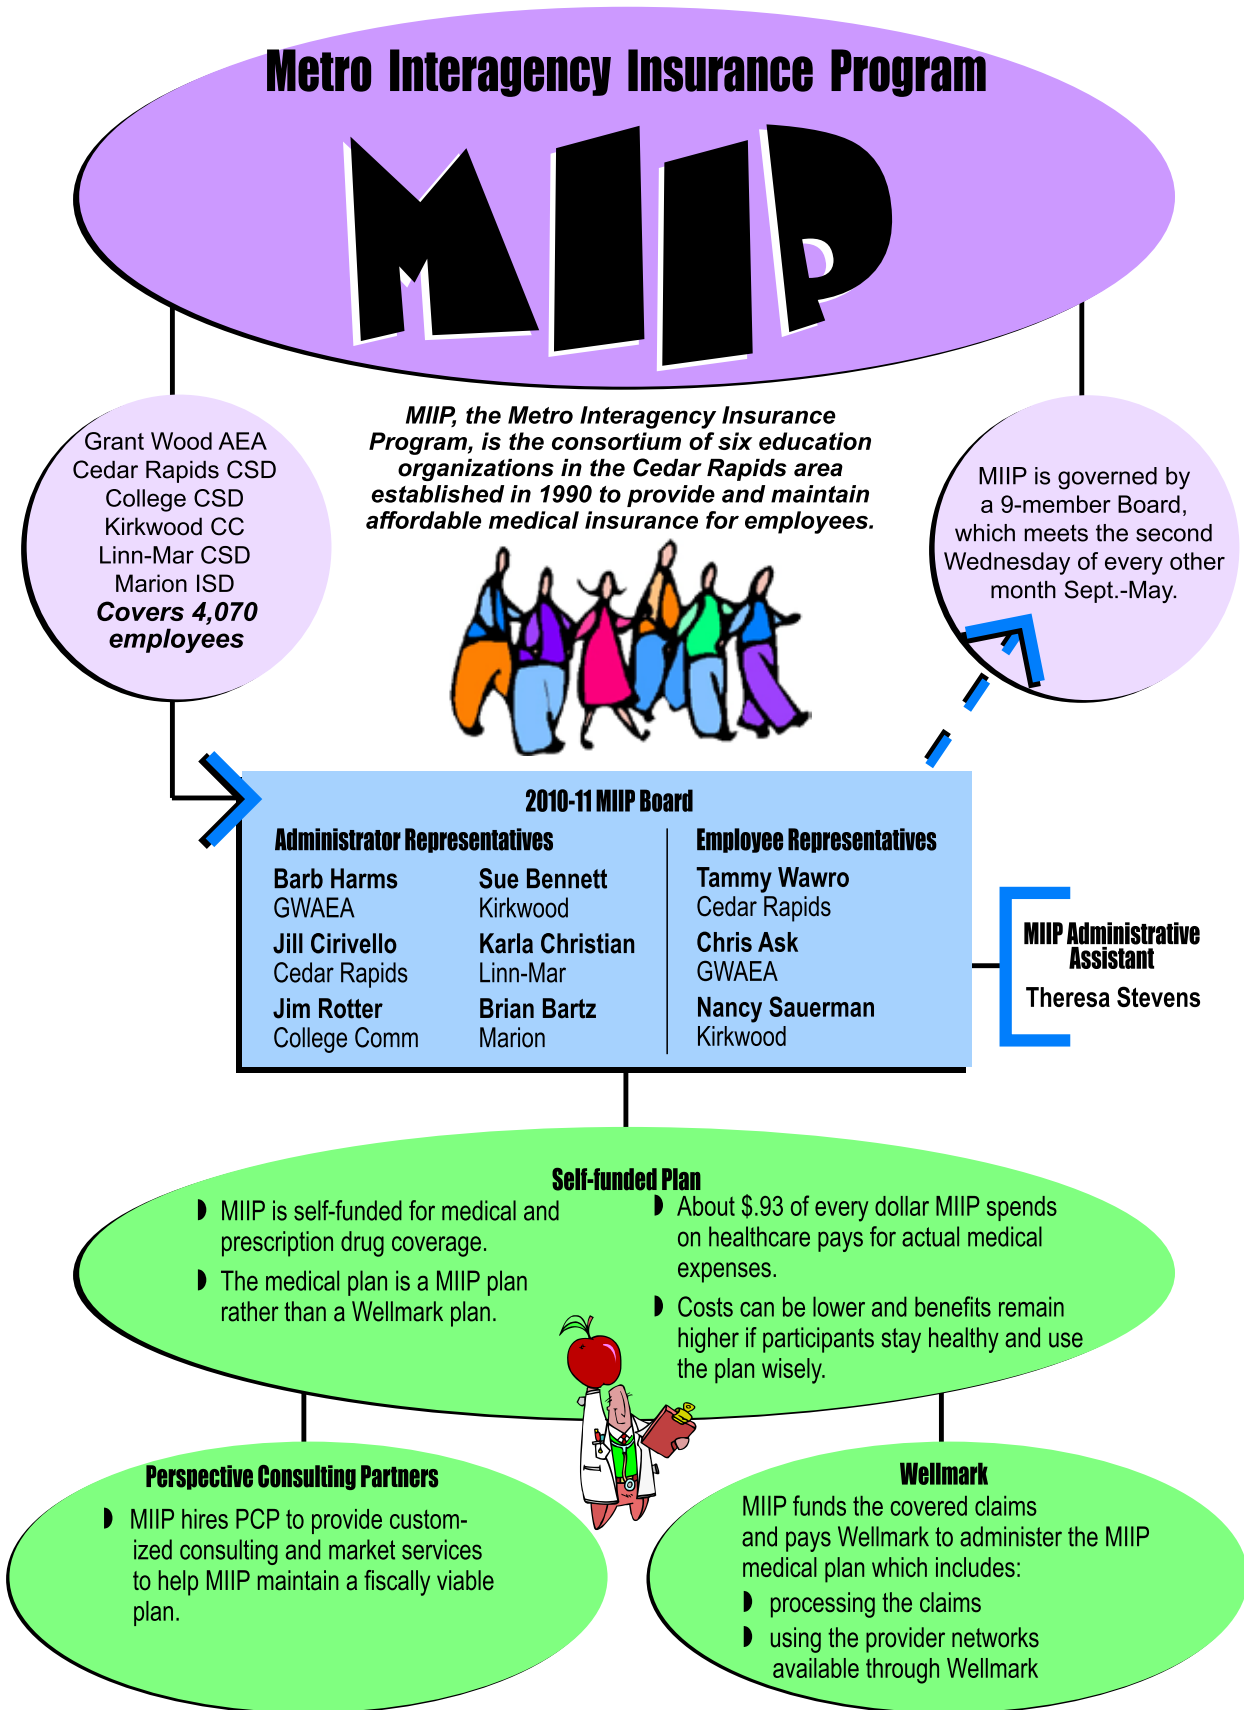 Metro Interagency Insurance Program
MIIP
Grant Wood AEA
Cedar Rapids CSD
College CSD
Kirkwood CC
Linn-Mar CSD
Marion ISD
Covers 4,070
employees
MIIP, the Metro Interagency Insurance
Program, is the consortium of six education
organizations in the Cedar Rapids area
established in 1990 to provide and maintain
affordable medical insurance for employees.
MIIP is governed by
a 9-member Board,
which meets the second
Wednesday of every other
month Sept.-May.
2010-11 MIIP Board
Administrator Representatives
Barb Harms
GWAEA
Jill Cirivello
Cedar Rapids
Jim Rotter
College Comm
Sue Bennett
Kirkwood
Karla Christian
Linn-Mar
Brian Bartz
Marion
Employee Representatives
Tammy Wawro
Cedar Rapids
Chris Ask
GWAEA
Nancy Sauerman
Kirkwood
MIIP Administrative
Assistant
Theresa Stevens
Self-funded Plan
MIIP is self-funded for medical and
prescription drug coverage.
The medical plan is a MIIP plan
rather than a Wellmark plan.
About $.93 of every dollar MIIP spends
on healthcare pays for actual medical
expenses.
Costs can be lower and benefits remain
higher if participants stay healthy and use
the plan wisely.
Perspective Consulting Partners
MIIP hires PCP to provide custom-
ized consulting and market services
to help MIIP maintain a fiscally viable
plan.
Wellmark
MIIP funds the covered claims
and pays Wellmark to administer the MIIP
medical plan which includes:
processing the claims
using the provider networks
available through Wellmark